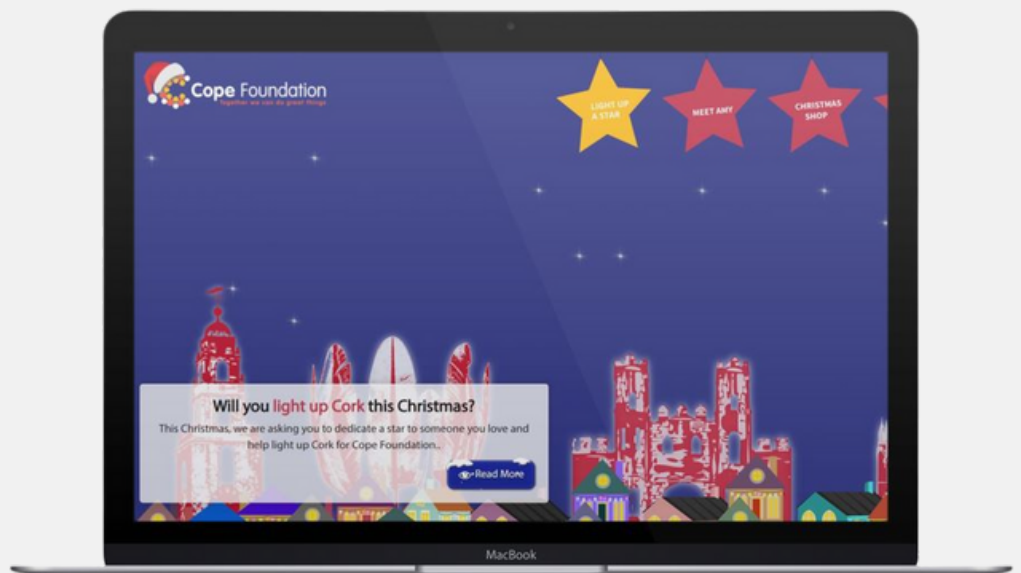 Cope Foundation
Together we can do great things
LIGHT UP
A STAR
MEET AMY
CHRISTMAS
SHOP
Will you light up Cork this Christmas?
This Christmas, we are asking you to dedicate a star to someone you love and
help light up Cork for Cope Foundation..
Read More
MacBook